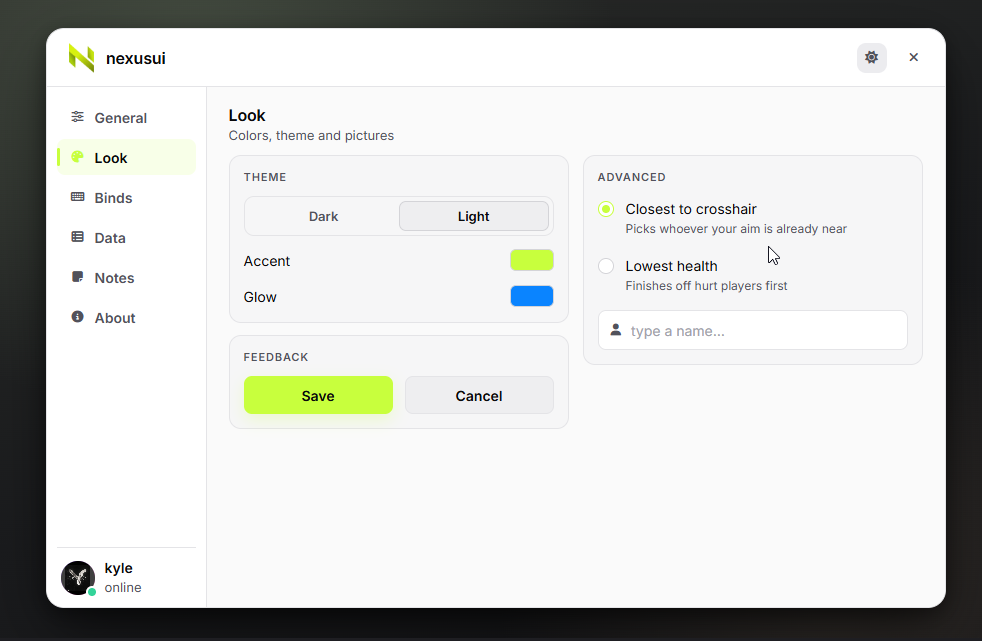 nexusui
General
Look
Binds
Data
Notes
About
kyle
online
Look
Colors, theme and pictures
THEME
Dark
Light
Accent
Glow
FEEDBACK
Save
Cancel
ADVANCED
Closest to crosshair
Picks whoever your aim is already near
Lowest health
Finishes off hurt players first
type a name...